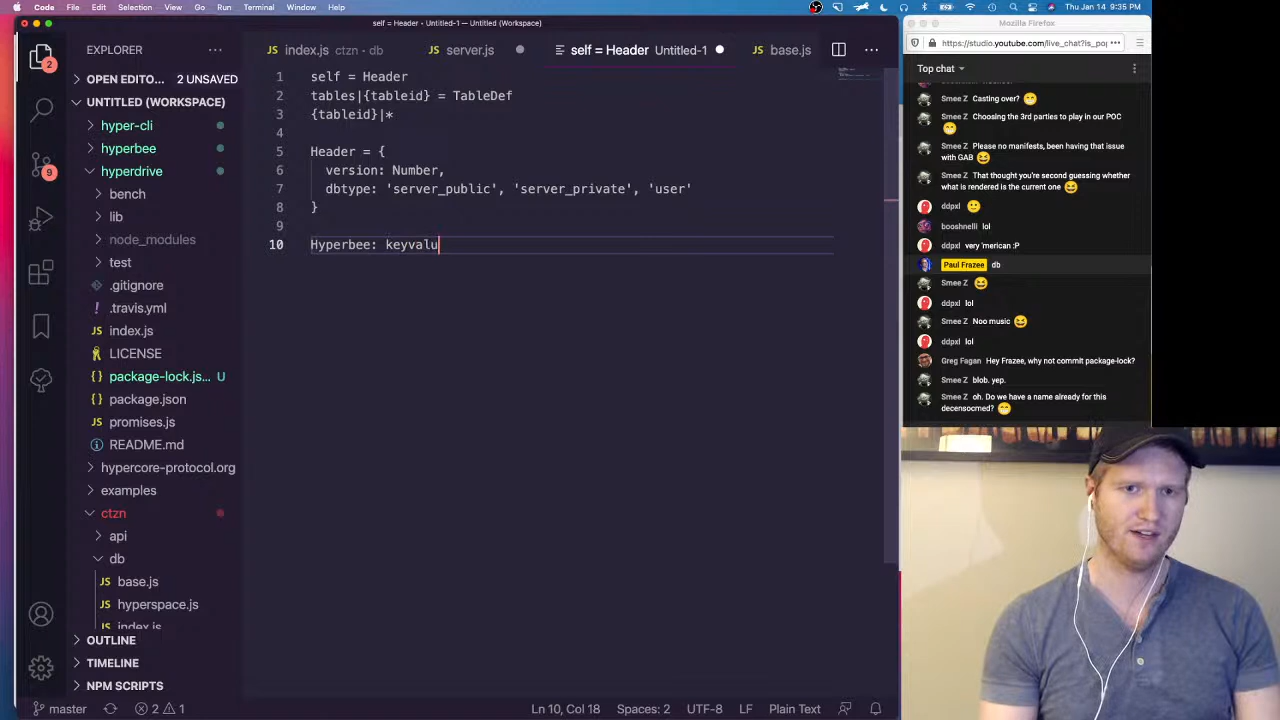 Code File Edit Selection View Go Run Terminal Window Help
Thu Jan 14 9:35 PM
self = Header - Untitled-1 — Untitled (Workspace)
EXPLORER
index.js ctzn - db
server.js
self = Header Untitled-1
base.js
OPEN EDITO... 2 UNSAVED
UNTITLED (WORKSPACE)
hyper-cli
hyperbee
hyperdrive
bench
lib
node_modules
test
.gitignore
.travis.yml
index.js
LICENSE
package-lock.js... U
package.json
promises.js
README.md
hypercore-protocol.org
examples
ctzn
api
db
base.js
hyperspace.js
index.js
OUTLINE
TIMELINE
NPM SCRIPTS
2
9
1 self = Header
2 tables|{tableid} = TableDef
3 {tbleid}|*
4
5 Header = {
6 version: Number,
7 dbtype: 'server_public', 'server_private', 'user'
8 }
9
10 Hyperbee: keyvalu
master
2 1
Ln 10, Col 18
Spaces: 2
UTF-8
LF
Plain Text
Mozilla Firefox
https://studio.youtube.com/live_chat?is_pop
Top chat
Smee Z Casting over?
Smee Z Choosing the 3rd parties to play in our POC
Smee Z Please no manifests, been having that issue
with GAB
Smee Z That thought you're second guessing whether
what is rendered is the current one
ddpxl
booshnelli lol
ddpxl very 'merican :P
Paul Frazee db
Smee Z
ddpxl lol
Smee Z Noo music
ddpxl lol
Greg Fagan Hey Frazee, why not commit package-lock?
Smee Z blob. yep.
Smee Z oh. Do we have a name already for this
decensocmed?